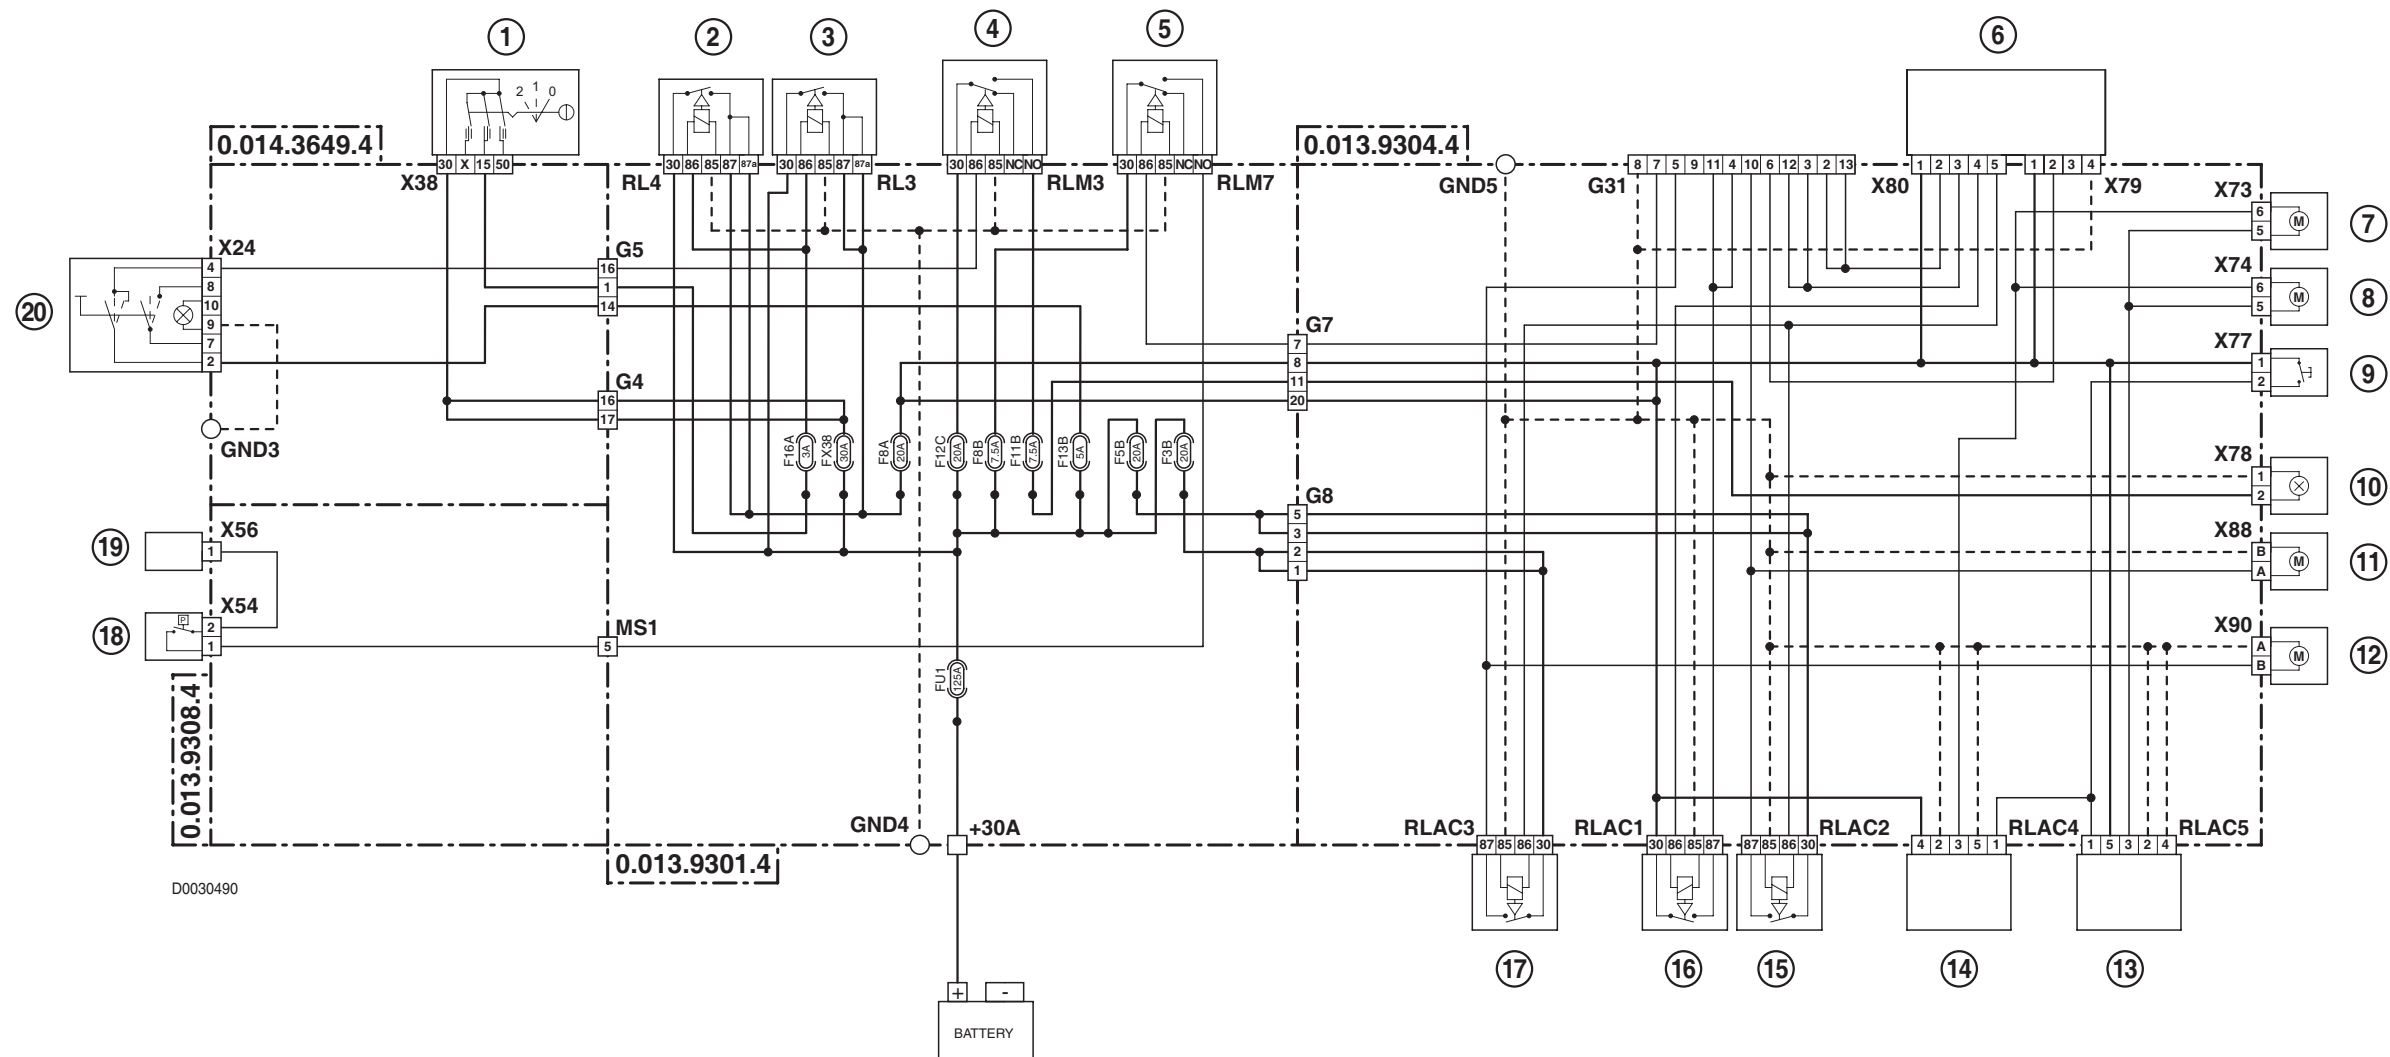 1 2 3 4 5 6
2 1 0
0.014.3649.4
0.013.9304.4
30 X 15 50
30 86 85 87 87a
30 86 85 87 87a
30 86 85 NC NO
30 86 85 NC NO
8 7 5 9 11 4 10 6 12 3 2 13
1 2 3 4 5
1 2 3 4
X38
RL4
RL3
RLM3
RLM7
GND5
G31
X80
X79
X73
6
5
M
7
X24
4
8
10
9
7
2
20
G5
16
1
14
X74
6
5
M
8
G7
7
8
11
20
X77
1
2
9
G4
16
17
GND3
F16A 3A
FX38 30A
F8A 20A
F12C 20A
F8B 7.5A
F11B 7.5A
F13B 5A
F5B 20A
F3B 20A
X78
1
2
10
G8
5
3
2
1
X56
1
19
X88
B
A
M
11
X54
P
2
1
18
MS1
5
FU1 125A
X90
A
B
M
12
0.013.9308.4
GND4
+30A
RLAC3
RLAC1
RLAC2
RLAC4
RLAC5
87 85 86 30
30 86 85 87
87 85 86 30
4 2 3 5 1
1 5 3 2 4
0.013.9301.4
D0030490
17 16 15 14 13
+ -
BATTERY